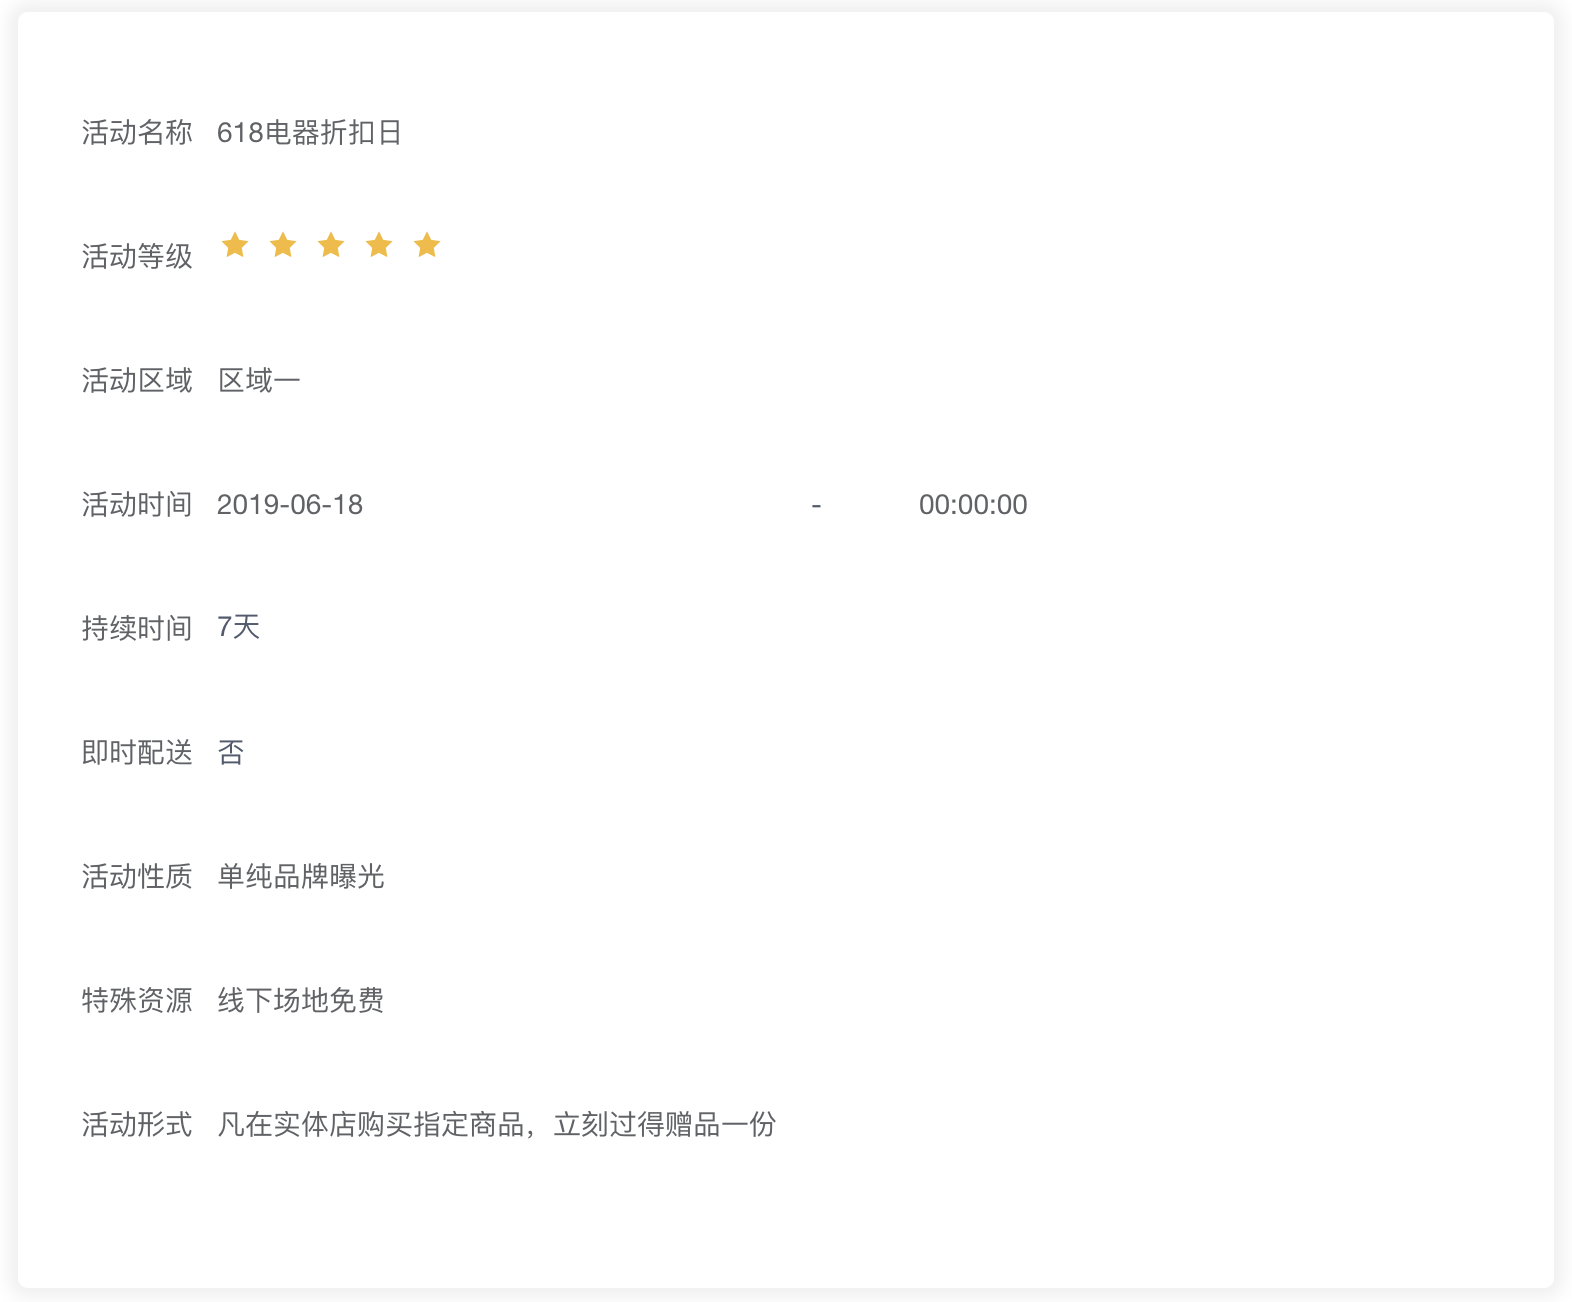 活动名称 618电器折扣日
活动等级
活动区域 区域一
活动时间 2019-06-18 - 00:00:00
持续时间 7天
即时配送 否
活动性质 单纯品牌曝光
特殊资源 线下场地免费
活动形式 凡在实体店购买指定商品，立刻过得赠品一份